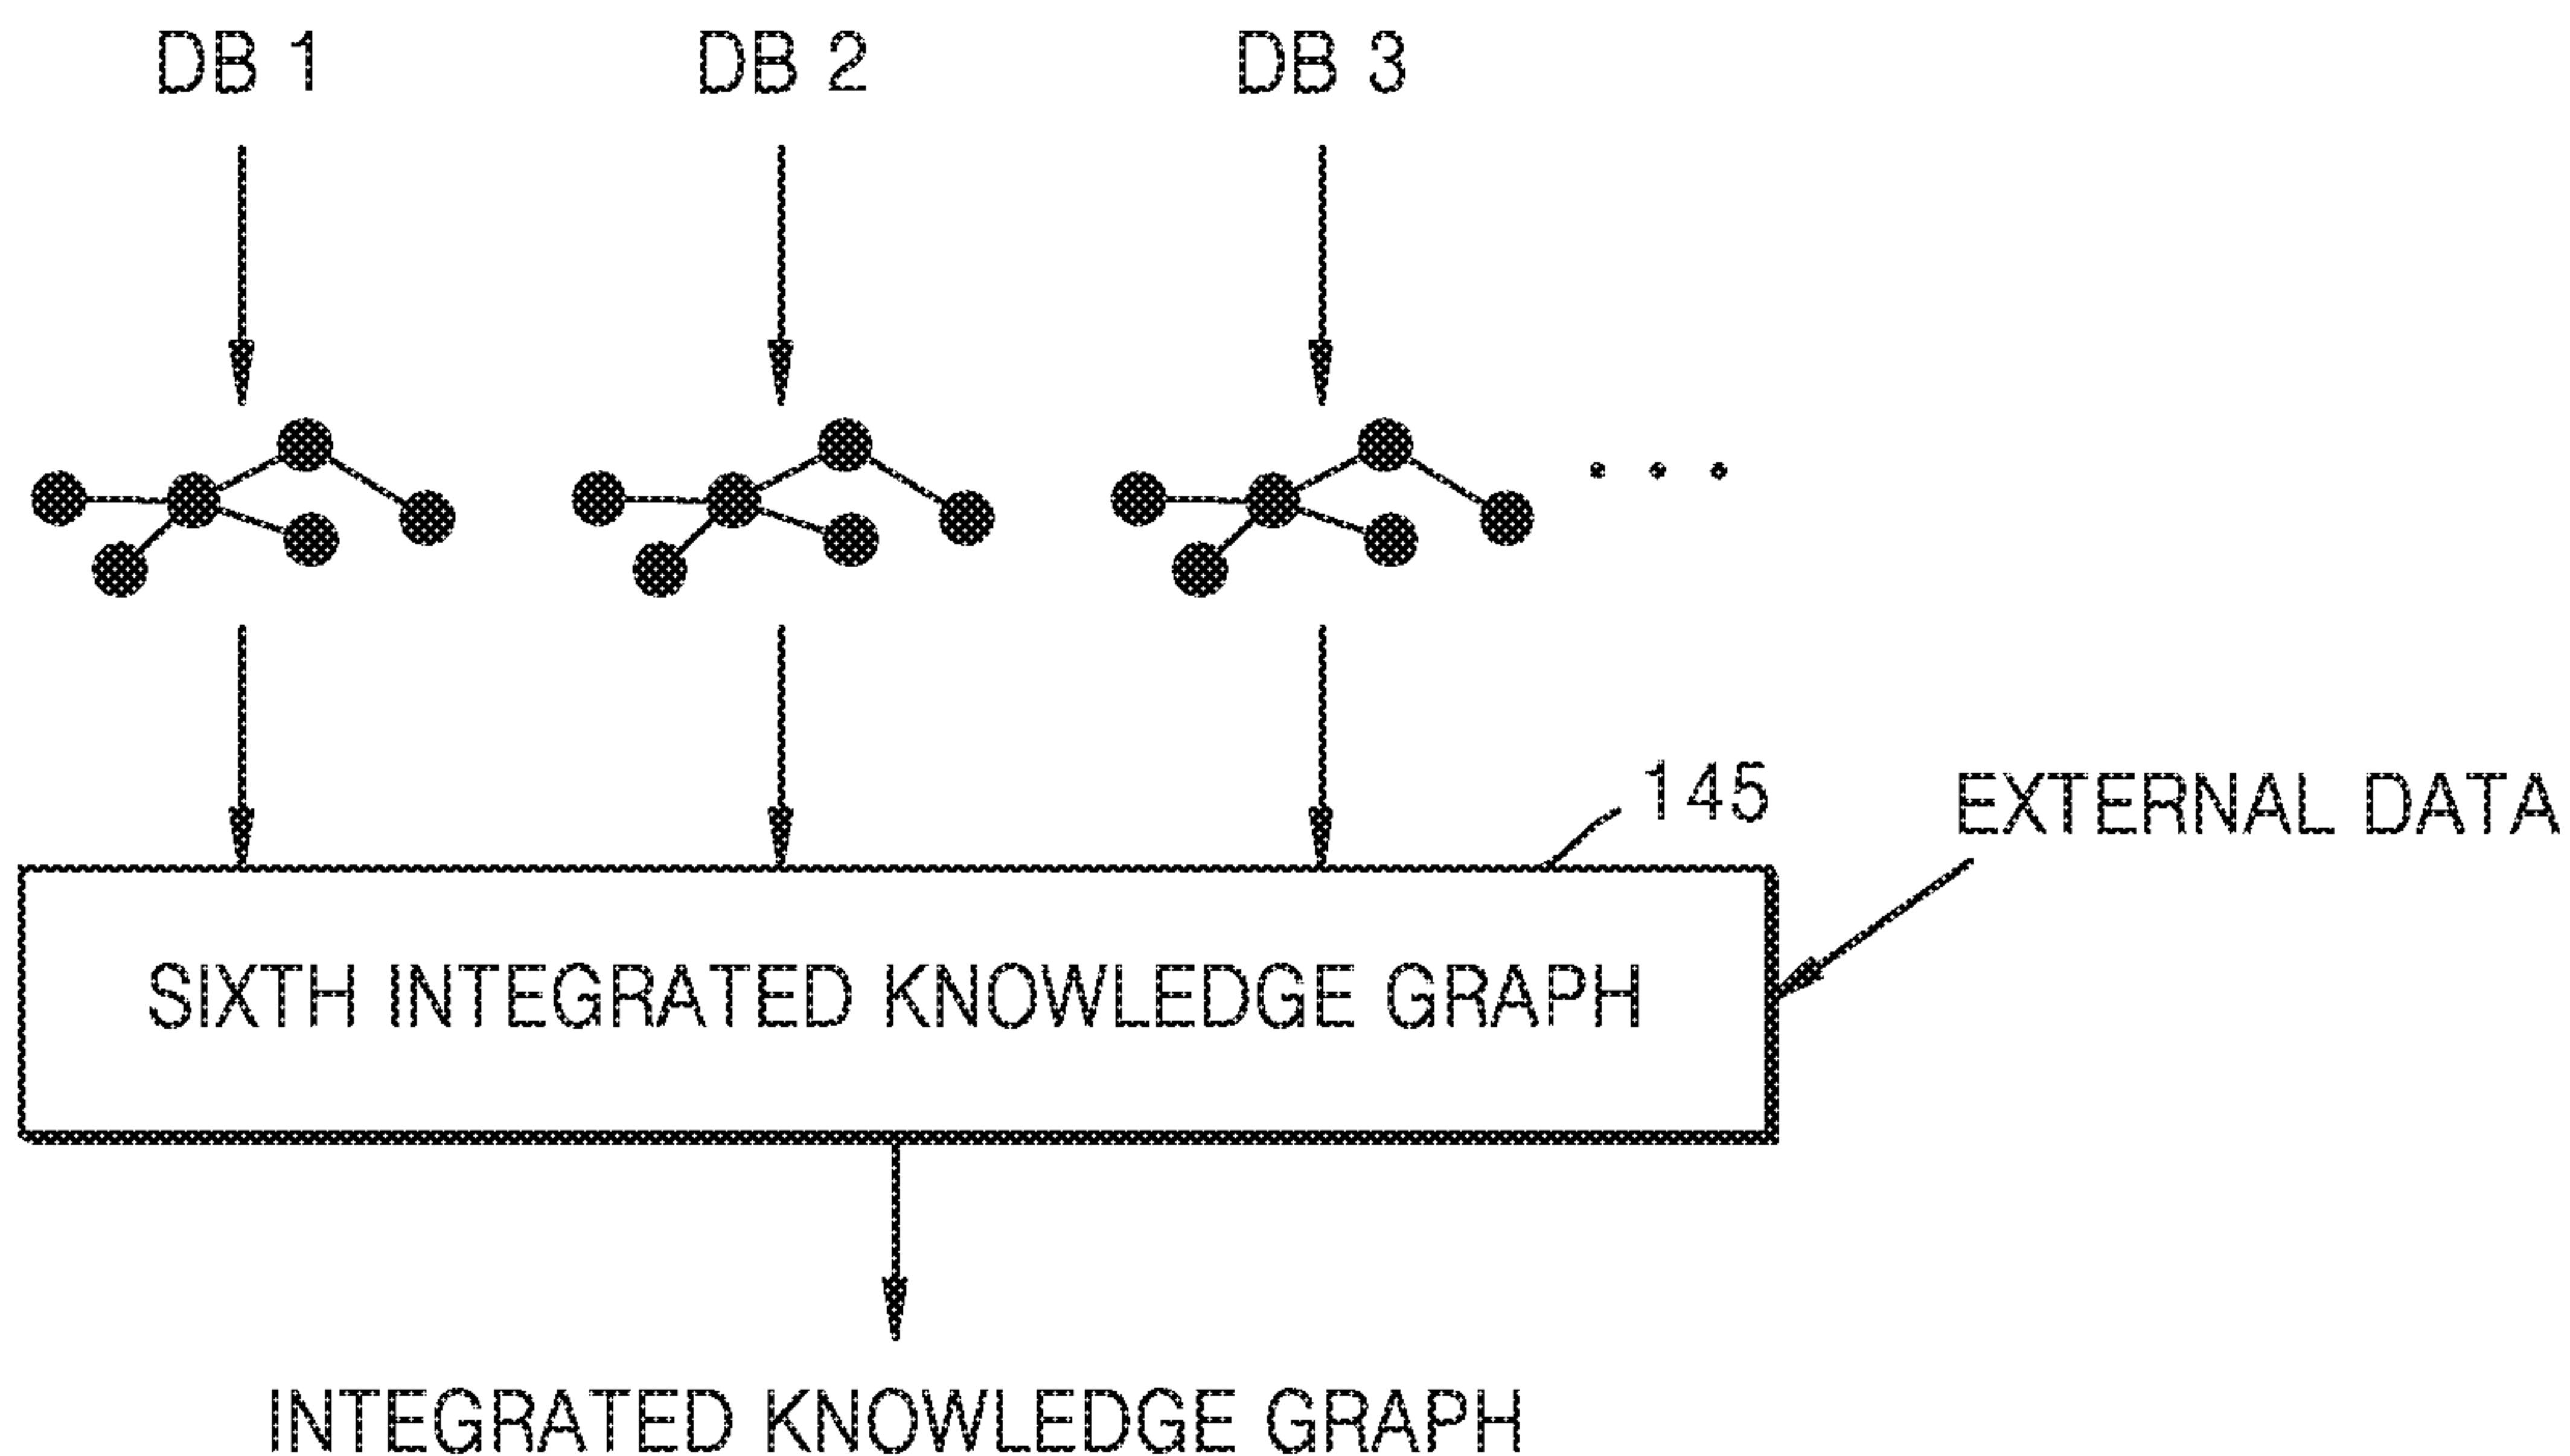 DB 1 DB 2 DB 3
145
EXTERNAL DATA
SIXTH INTEGRATED KNOWLEDGE GRAPH
INTEGRATED KNOWLEDGE GRAPH